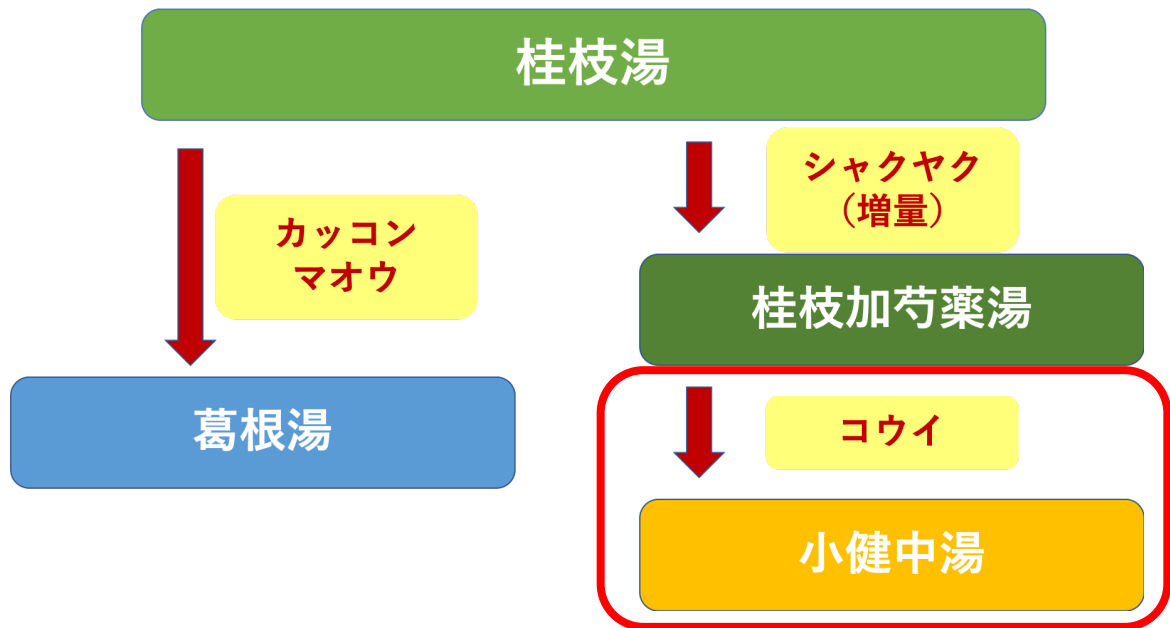 桂枝湯
カッコン
マオウ
シャクヤク
（増量）
桂枝加芍薬湯
葛根湯
コウイ
小健中湯